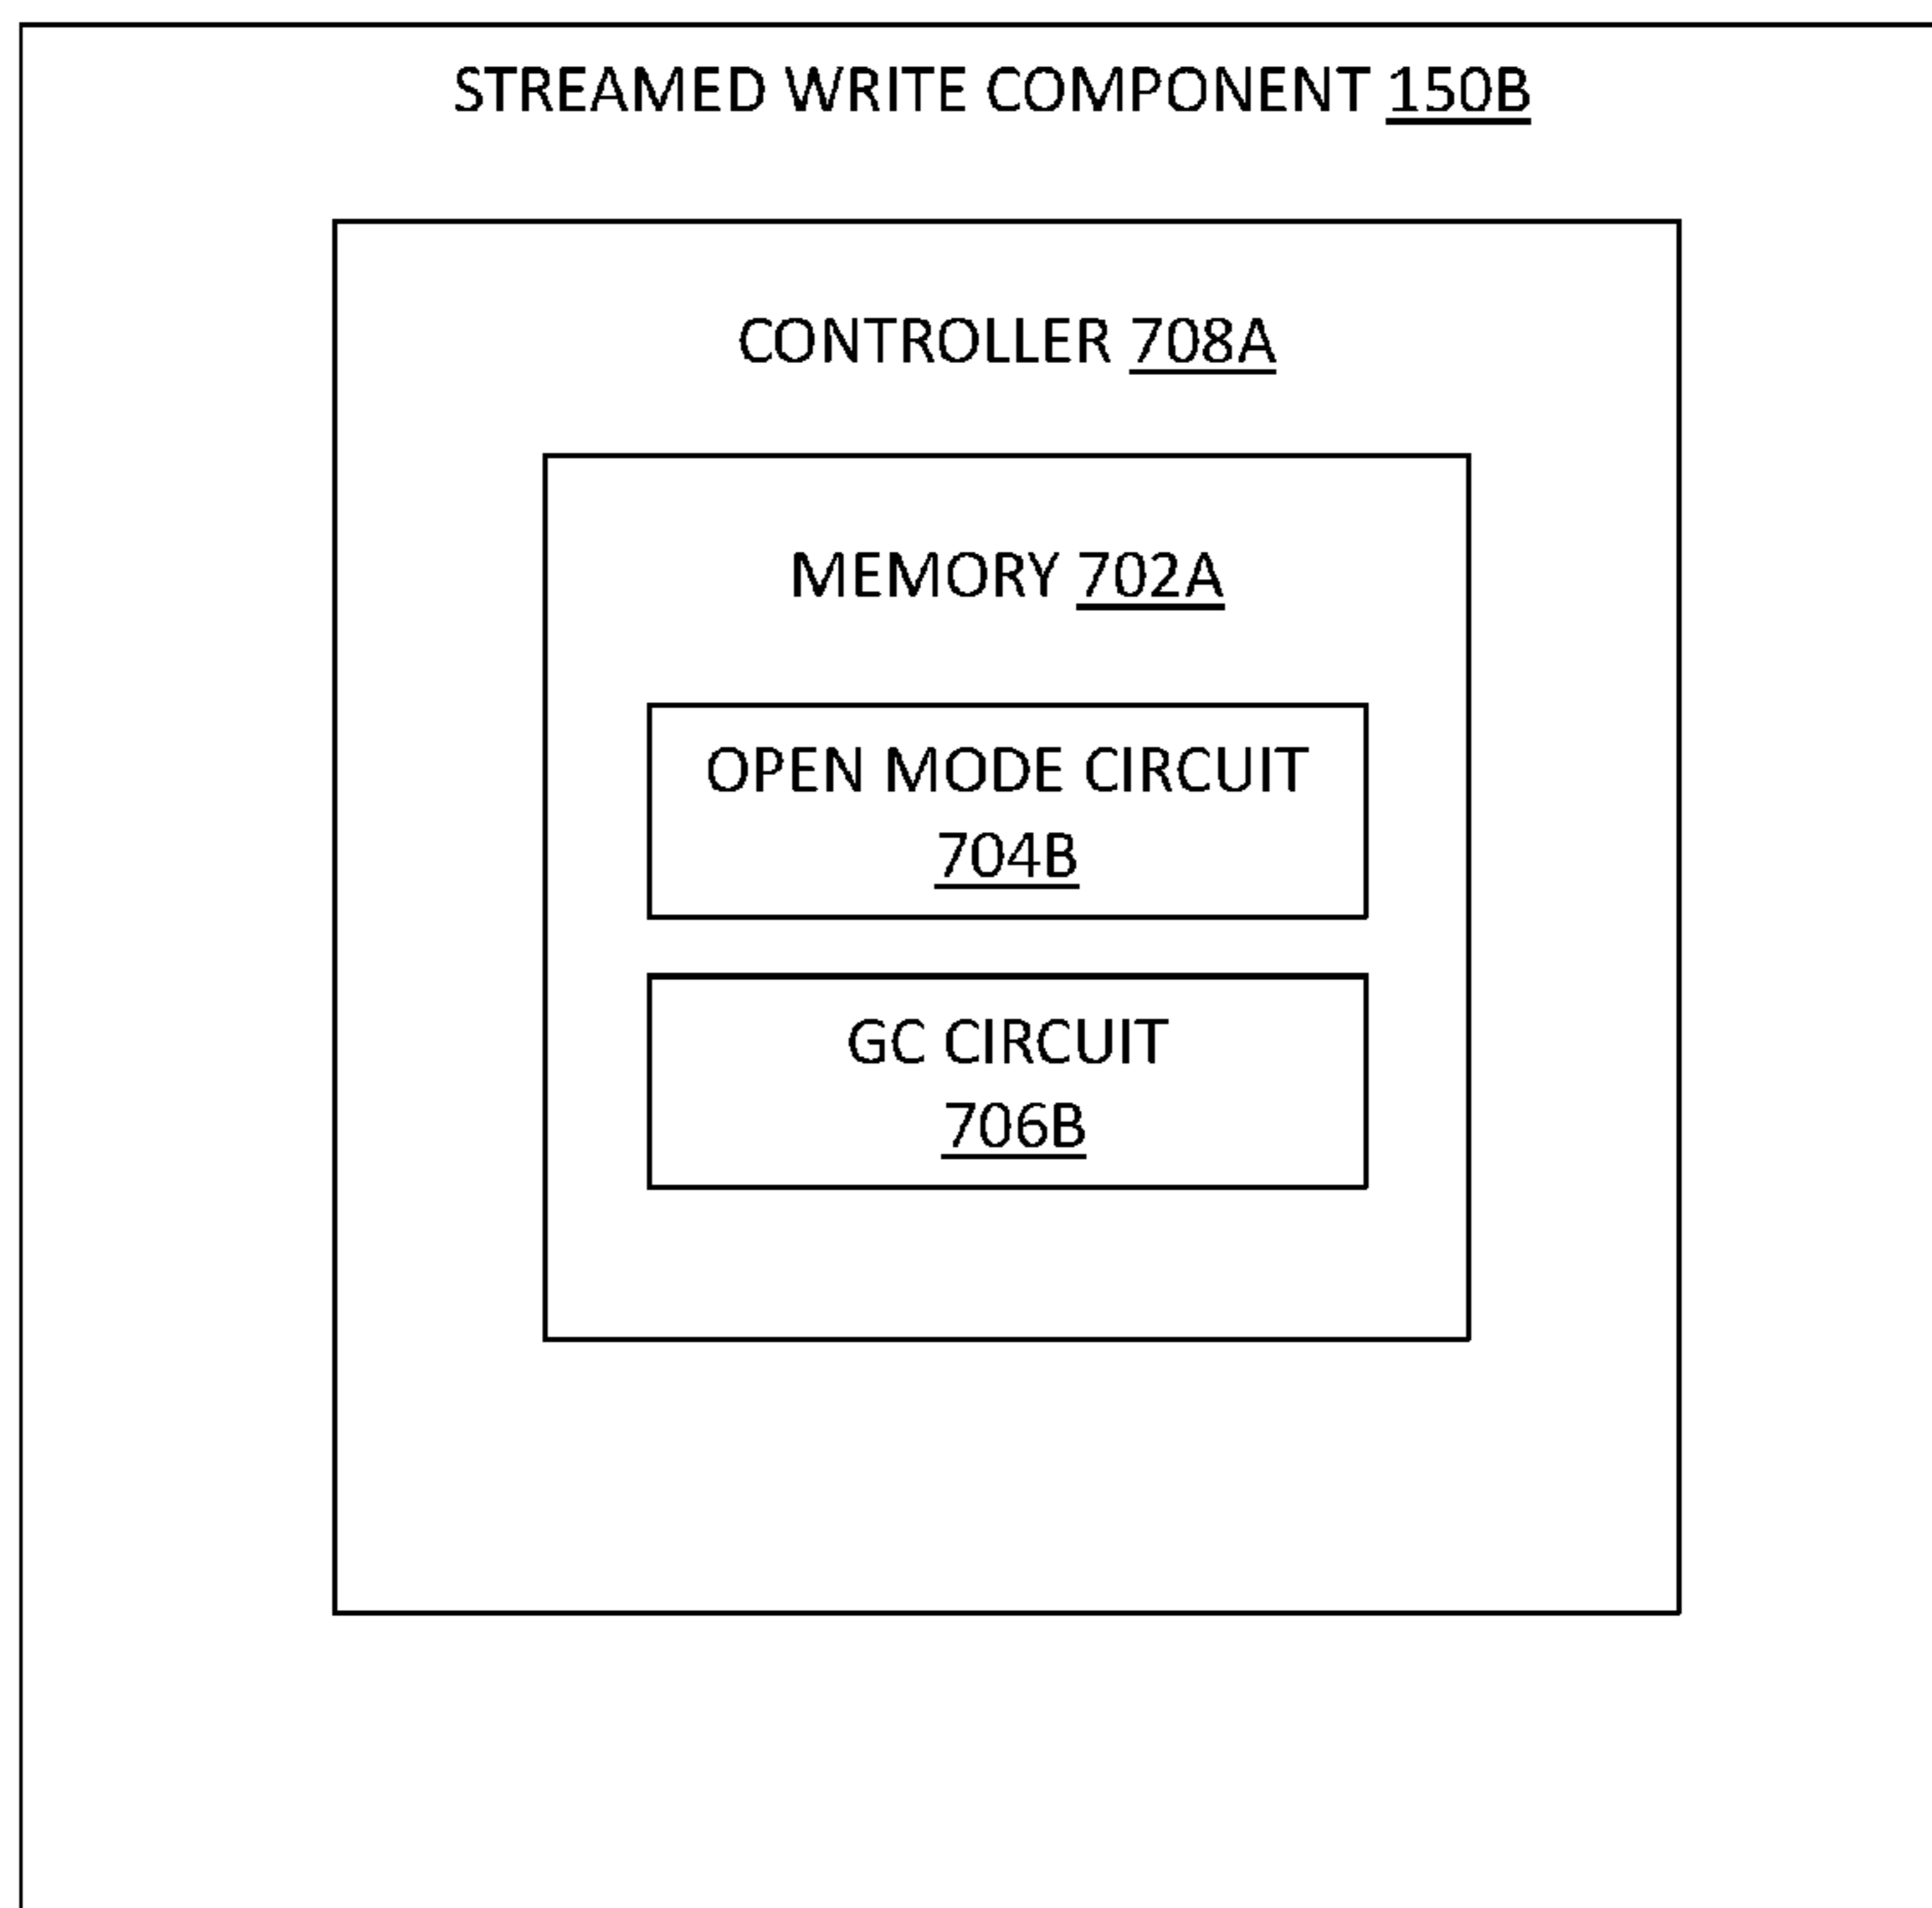 STREAMED WRITE COMPONENT 150B
CONTROLLER 708A
MEMORY 702A
OPEN MODE CIRCUIT
704B
GC CIRCUIT
706B